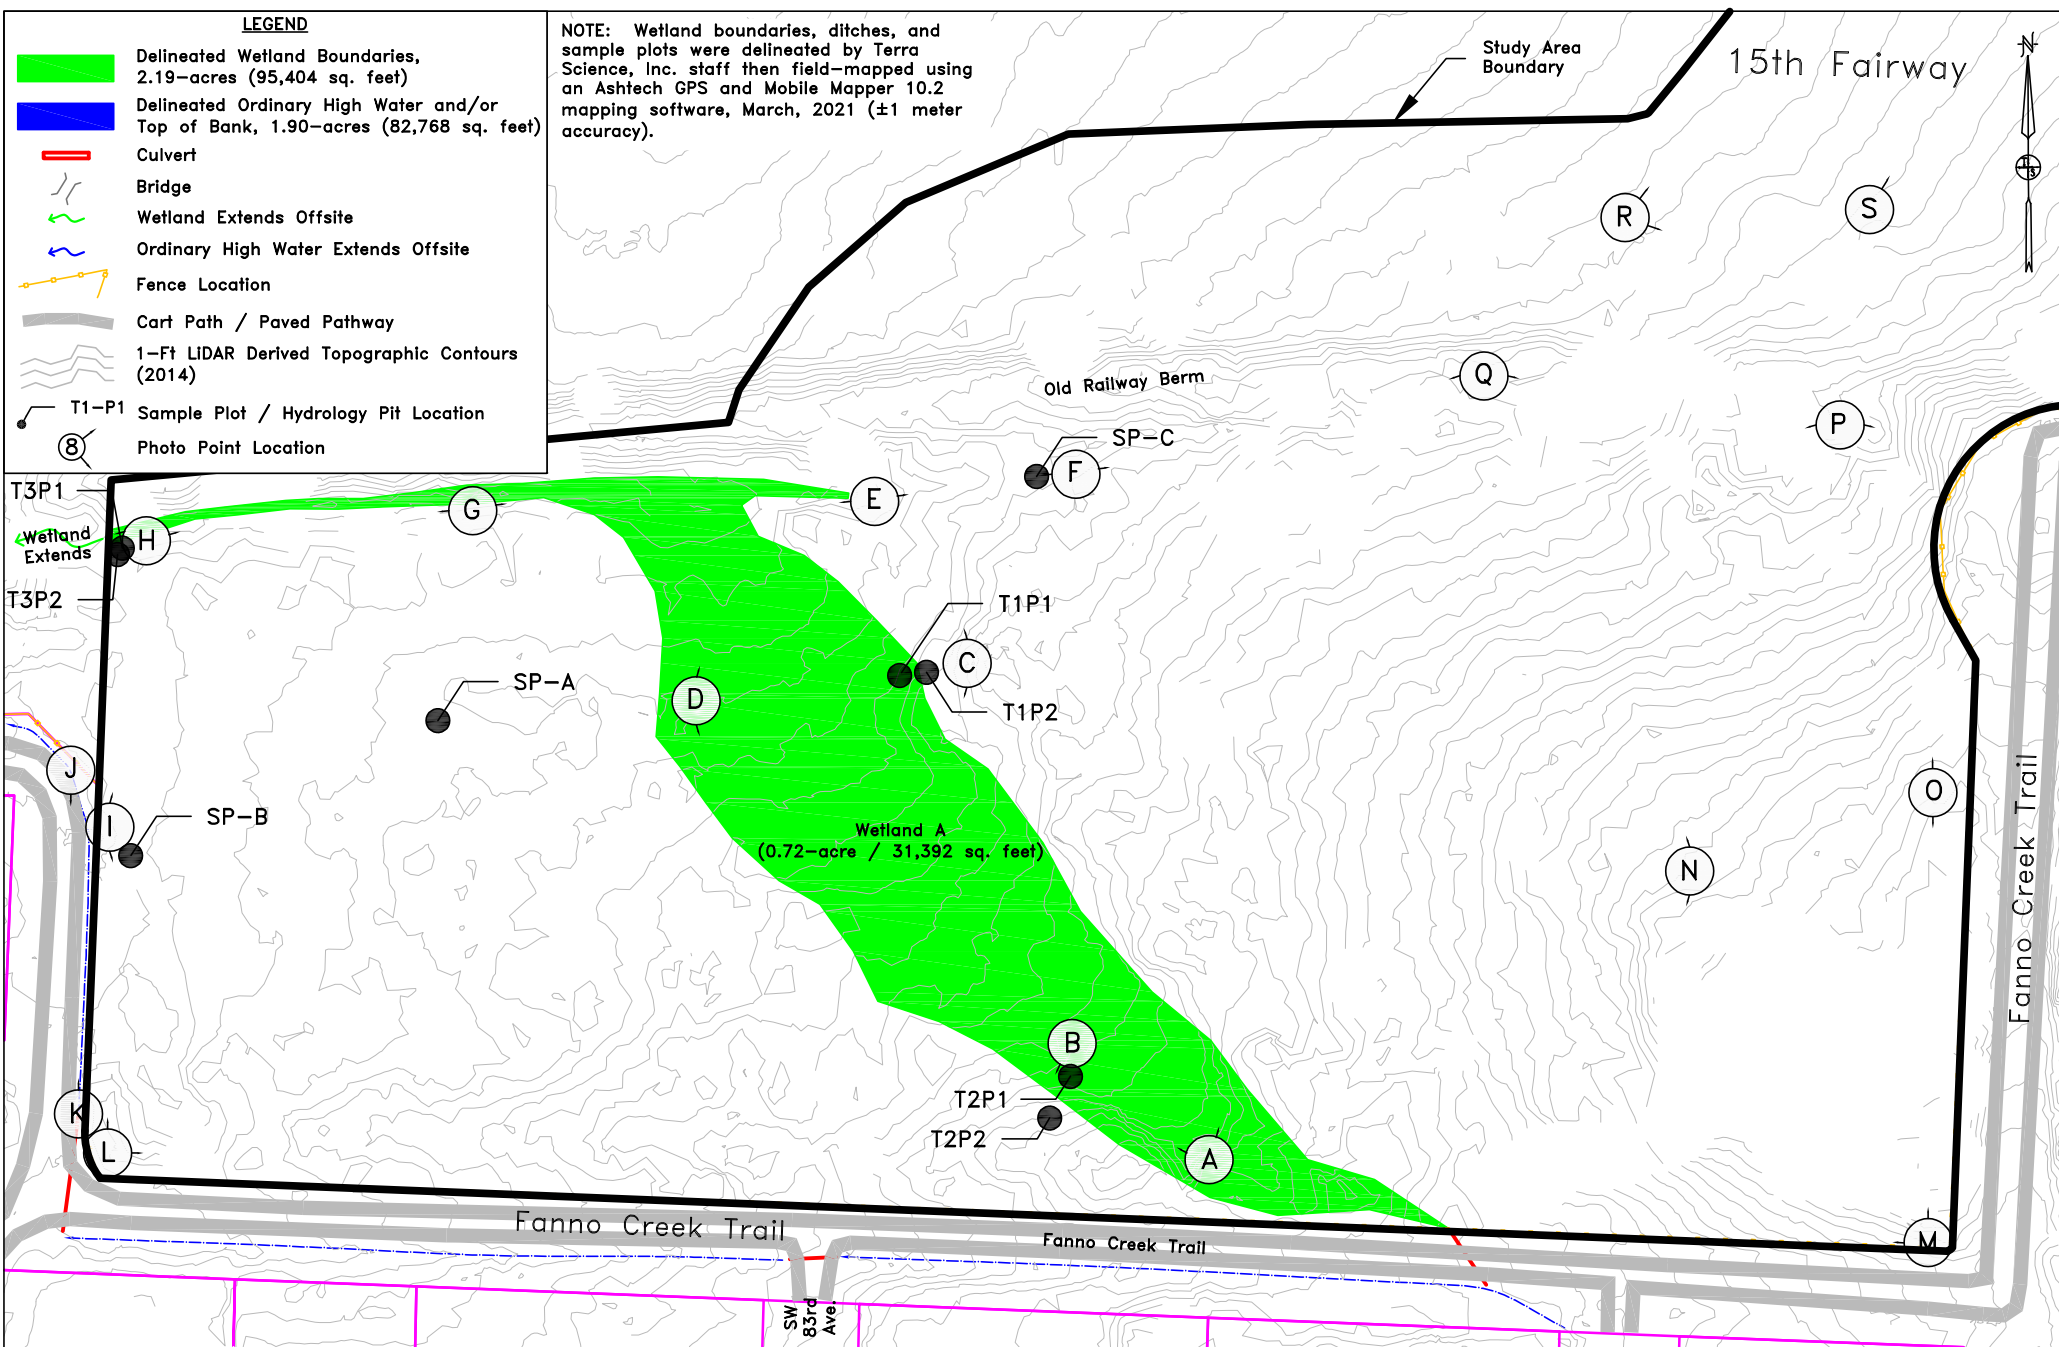 LEGEND
Delineated Wetland Boundaries,
2.19-acres (95,404 sq. feet)
Delineated Ordinary High Water and/or
Top of Bank, 1.90-acres (82,768 sq. feet)
Culvert
Bridge
Wetland Extends Offsite
Ordinary High Water Extends Offsite
Fence Location
Cart Path / Paved Pathway
1-Ft LiDAR Derived Topographic Contours
(2014)
T1-P1
Sample Plot / Hydrology Pit Location
8
Photo Point Location
NOTE: Wetland boundaries, ditches, and
sample plots were delineated by Terra
Science, Inc. staff then field-mapped using
an Ashtech GPS and Mobile Mapper 10.2
mapping software, March, 2021 (±1 meter
accuracy).
Study Area
Boundary
15th Fairway
N
R
S
Old Railway Berm
Q
P
SP-C
F
E
G
T3P1
H
Wetland
Extends
T3P2
T1P1
C
T1P2
SP-A
D
J
I
SP-B
Wetland A
(0.72-acre / 31,392 sq. feet)
O
N
Fanno Creek Trail
B
T2P1
T2P2
A
K
L
M
Fanno Creek Trail
Fanno Creek Trail
SW
83rd
Ave.